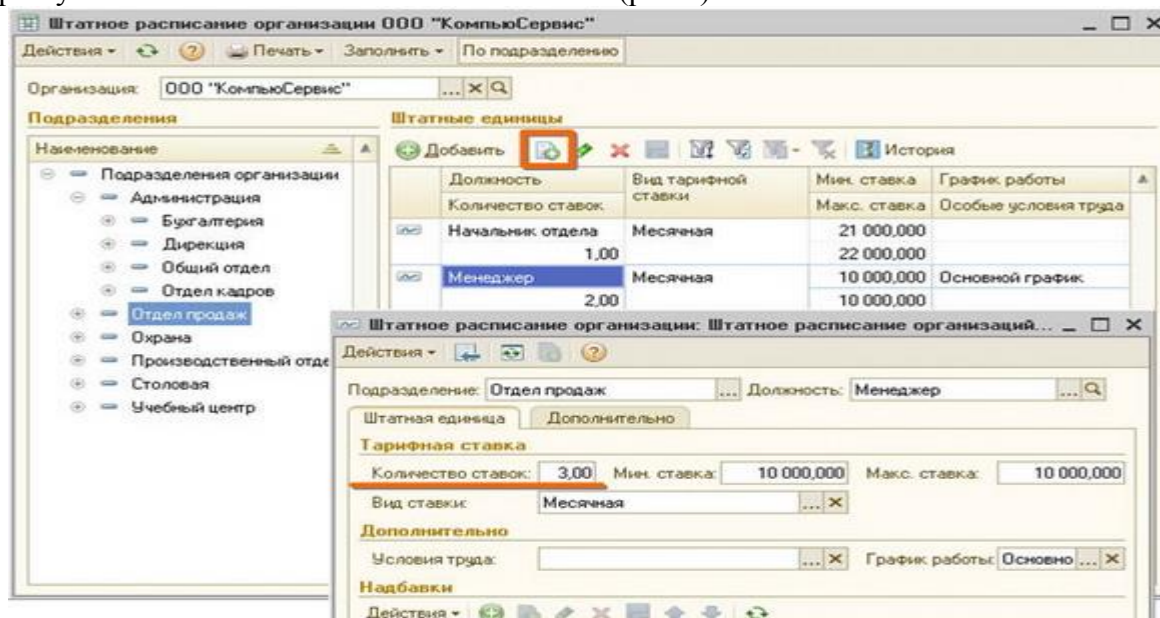 Штатное расписание организации ООО "КомпьюСервис"
Действия Печать Заполнить По подразделению
Организация: ООО "КомпьюСервис"
Подразделения Штатные единицы
Наименование Добавить История
Подразделения организации
Администрация
Бухгалтерия
Дирекция
Общий отдел
Отдел кадров
Отдел продаж
Охрана
Производственный отде
Столовая
Учебный центр
Должность Вид тарифной ставки Мин. ставка График работы
Количество ставок Макс. ставка Особые условия труда
Начальник отдела Месячная 21 000,000
1,00 22 000,000
Менеджер Месячная 10 000,000 Основной график
2,00 10 000,000
Штатное расписание организации: Штатное расписание организаций...
Действия
Подразделение: Отдел продаж ... Должность: Менеджер ...
Штатная единица Дополнительно
Тарифная ставка
Количество ставок: 3,00 Мин. ставка: 10 000,000 Макс. ставка: 10 000,000
Вид ставки: Месячная ...
Дополнительно
Условия труда: ... График работы: Основно ...
Надбавки
Действия